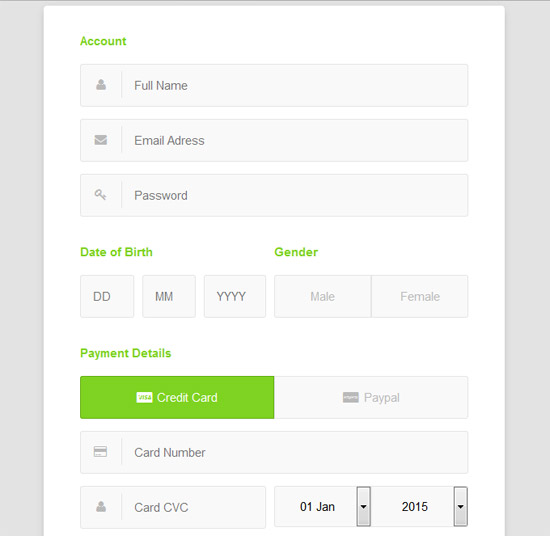 Account
Full Name
Email Adress
Password
Date of Birth Gender
DD MM YYYY Male Female
Payment Details
VISA Credit Card Paypal
Card Number
Card CVC 01 Jan 2015